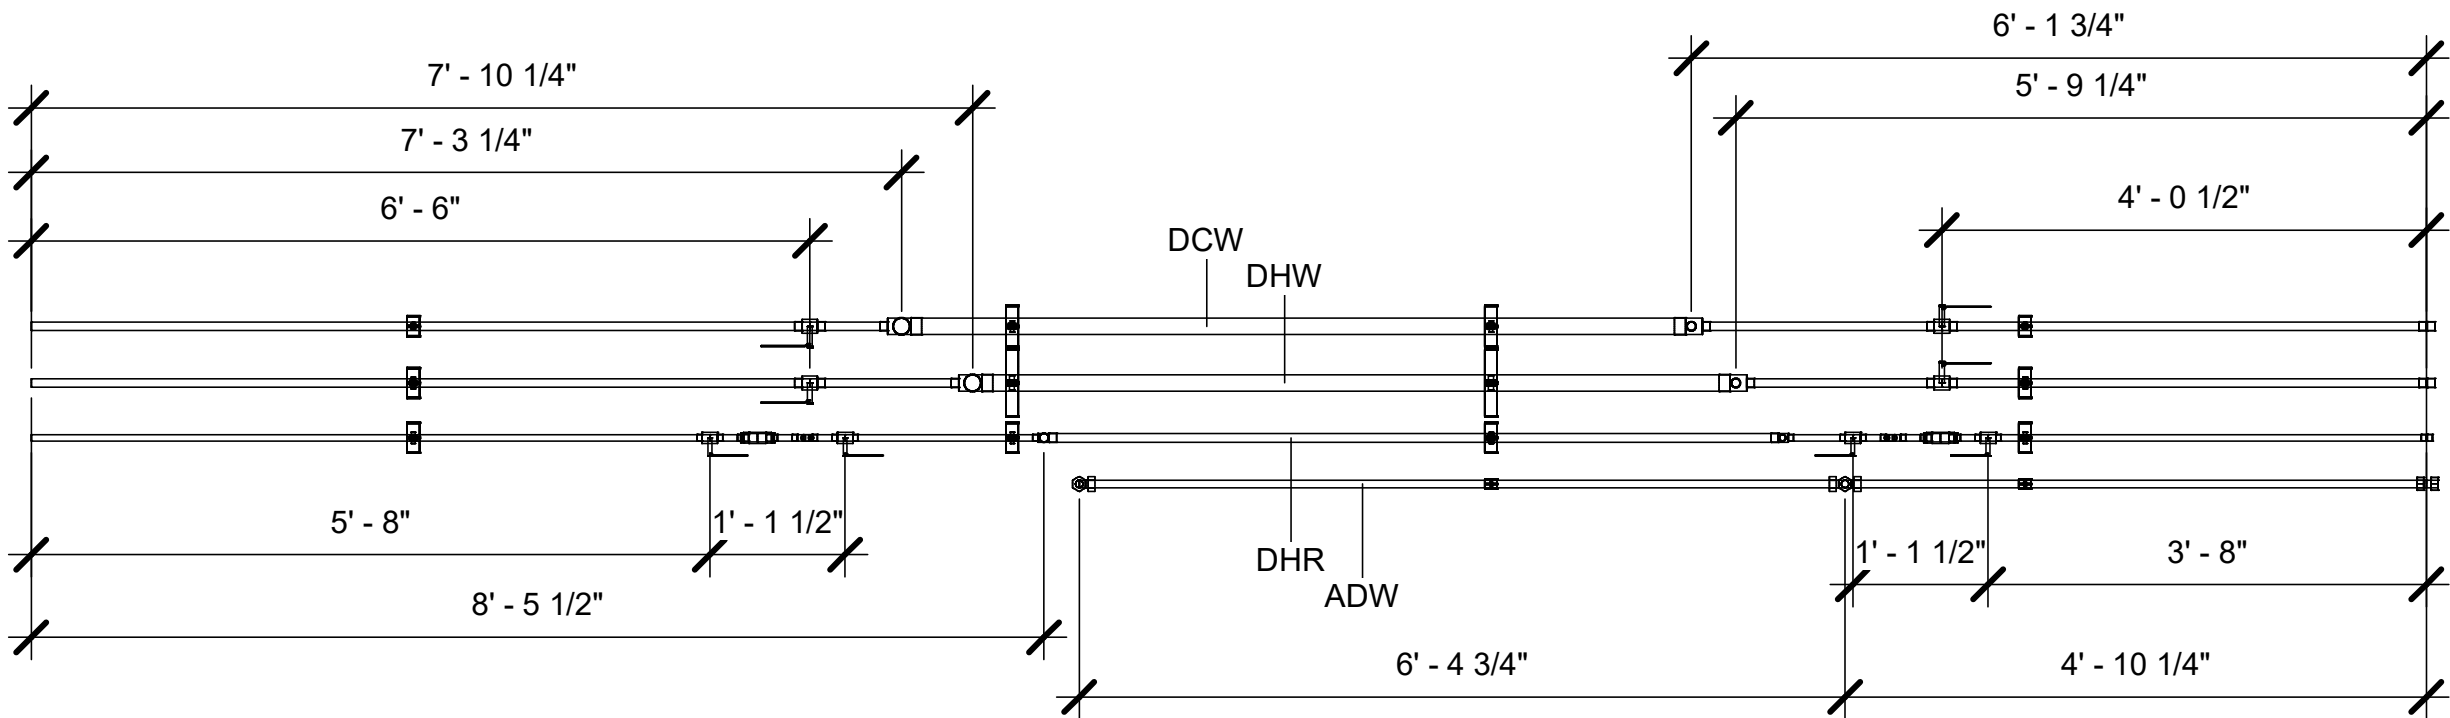 6' - 1 3/4"
7' - 10 1/4"
5' - 9 1/4"
7' - 3 1/4"
6' - 6"
4' - 0 1/2"
DCW
DHW
5' - 8"
1' - 1 1/2"
DHR
1' - 1 1/2"
3' - 8"
8' - 5 1/2"
ADW
6' - 4 3/4"
4' - 10 1/4"